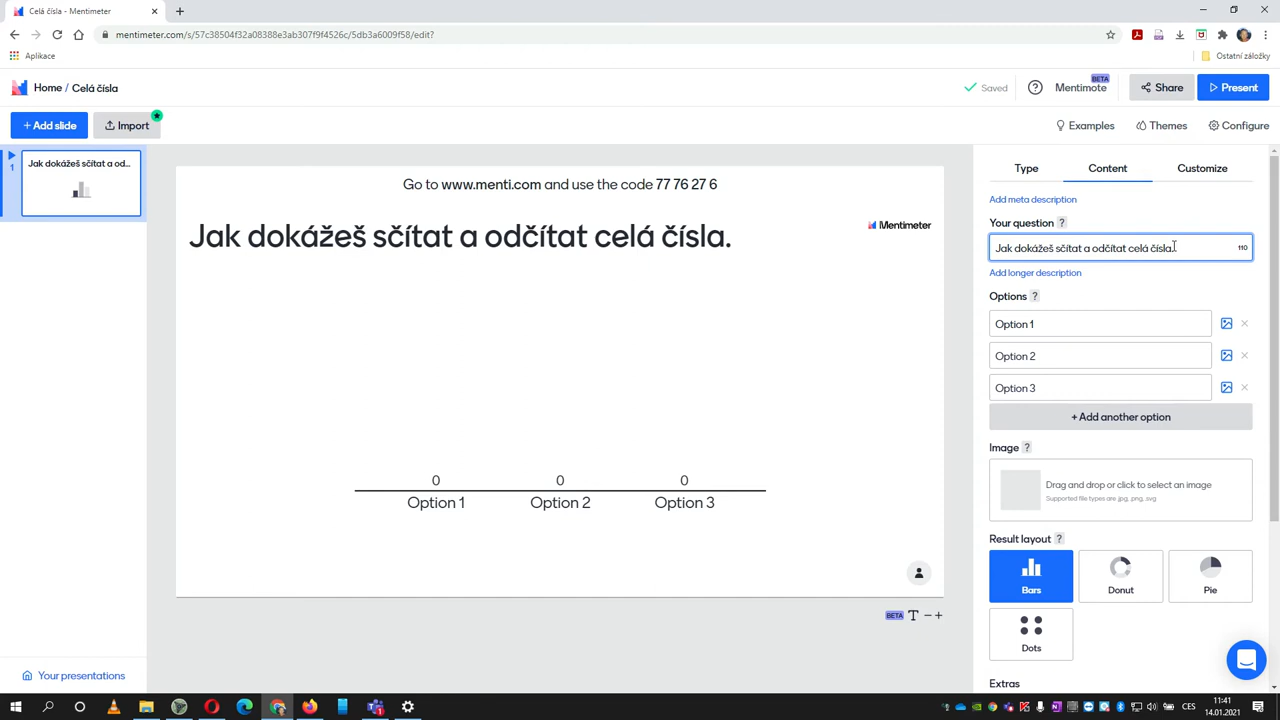 Celá čísla - Mentimeter
mentimeter.com/s/57c38504f32a08388e3ab307f9f4526c/5db3a6009f58/edit?
Aplikace
Ostatní záložky
Home / Celá čísla
Saved
Mentimote
BETA
Share
Present
+ Add slide
Import
Examples
Themes
Configure
1
Jak dokážeš sčítat a od...
Go to www.menti.com and use the code 77 76 27 6
Jak dokážeš sčítat a odčítat celá čísla.
Mentimeter
0 0 0
Option 1 Option 2 Option 3
BETA T
Type Content Customize
Add meta description
Your question ?
Jak dokážeš sčítat a odčítat celá čísla. 110
Add longer description
Options ?
Option 1
Option 2
Option 3
+ Add another option
Image ?
Drag and drop or click to select an image
Supported file types are .jpg, .png, .svg
Result layout ?
Bars Donut Pie
Dots
Extras
Your presentations
CES
11:41
14.01.2021